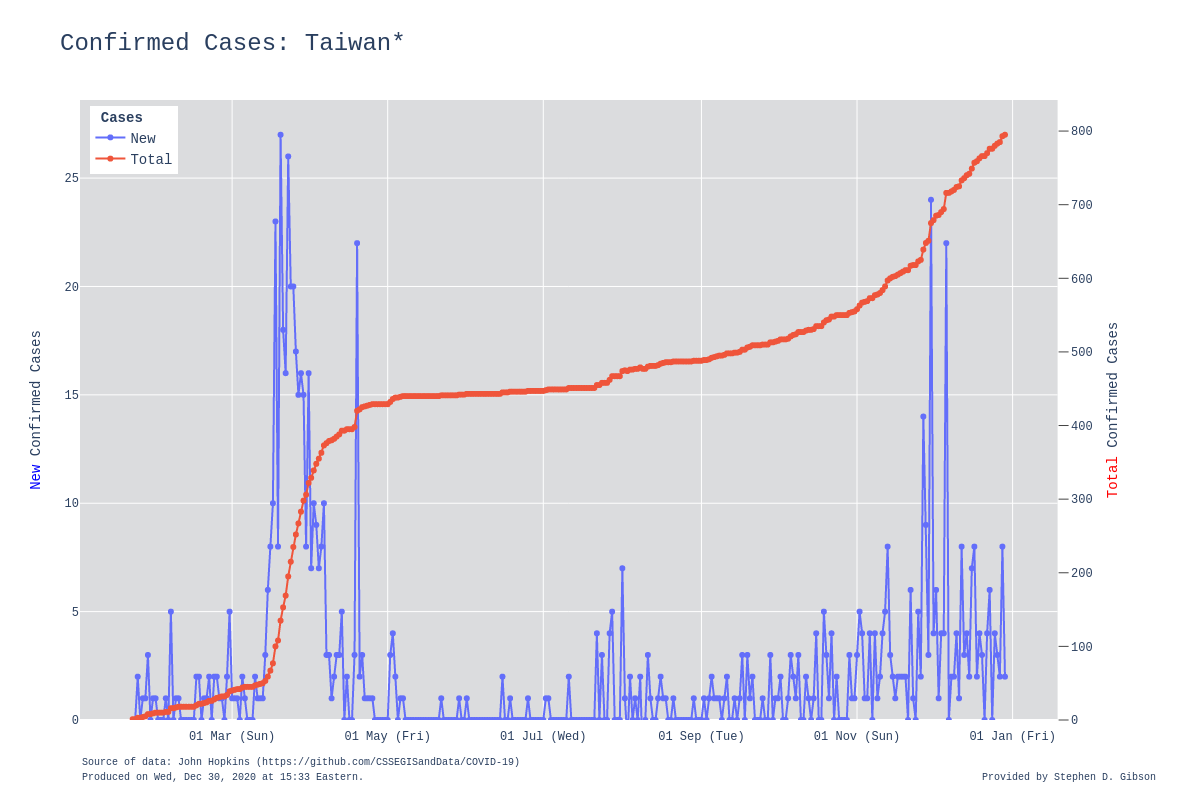 Confirmed Cases: Taiwan*
Cases
New
Total
25
20
15
10
5
0
800
700
600
500
400
300
200
100
0
New Confirmed Cases
Total Confirmed Cases
01 Mar (Sun)
01 May (Fri)
01 Jul (Wed)
01 Sep (Tue)
01 Nov (Sun)
01 Jan (Fri)
Source of data: John Hopkins (https://github.com/CSSEGISandData/COVID-19)
Produced on Wed, Dec 30, 2020 at 15:33 Eastern.
Provided by Stephen D. Gibson